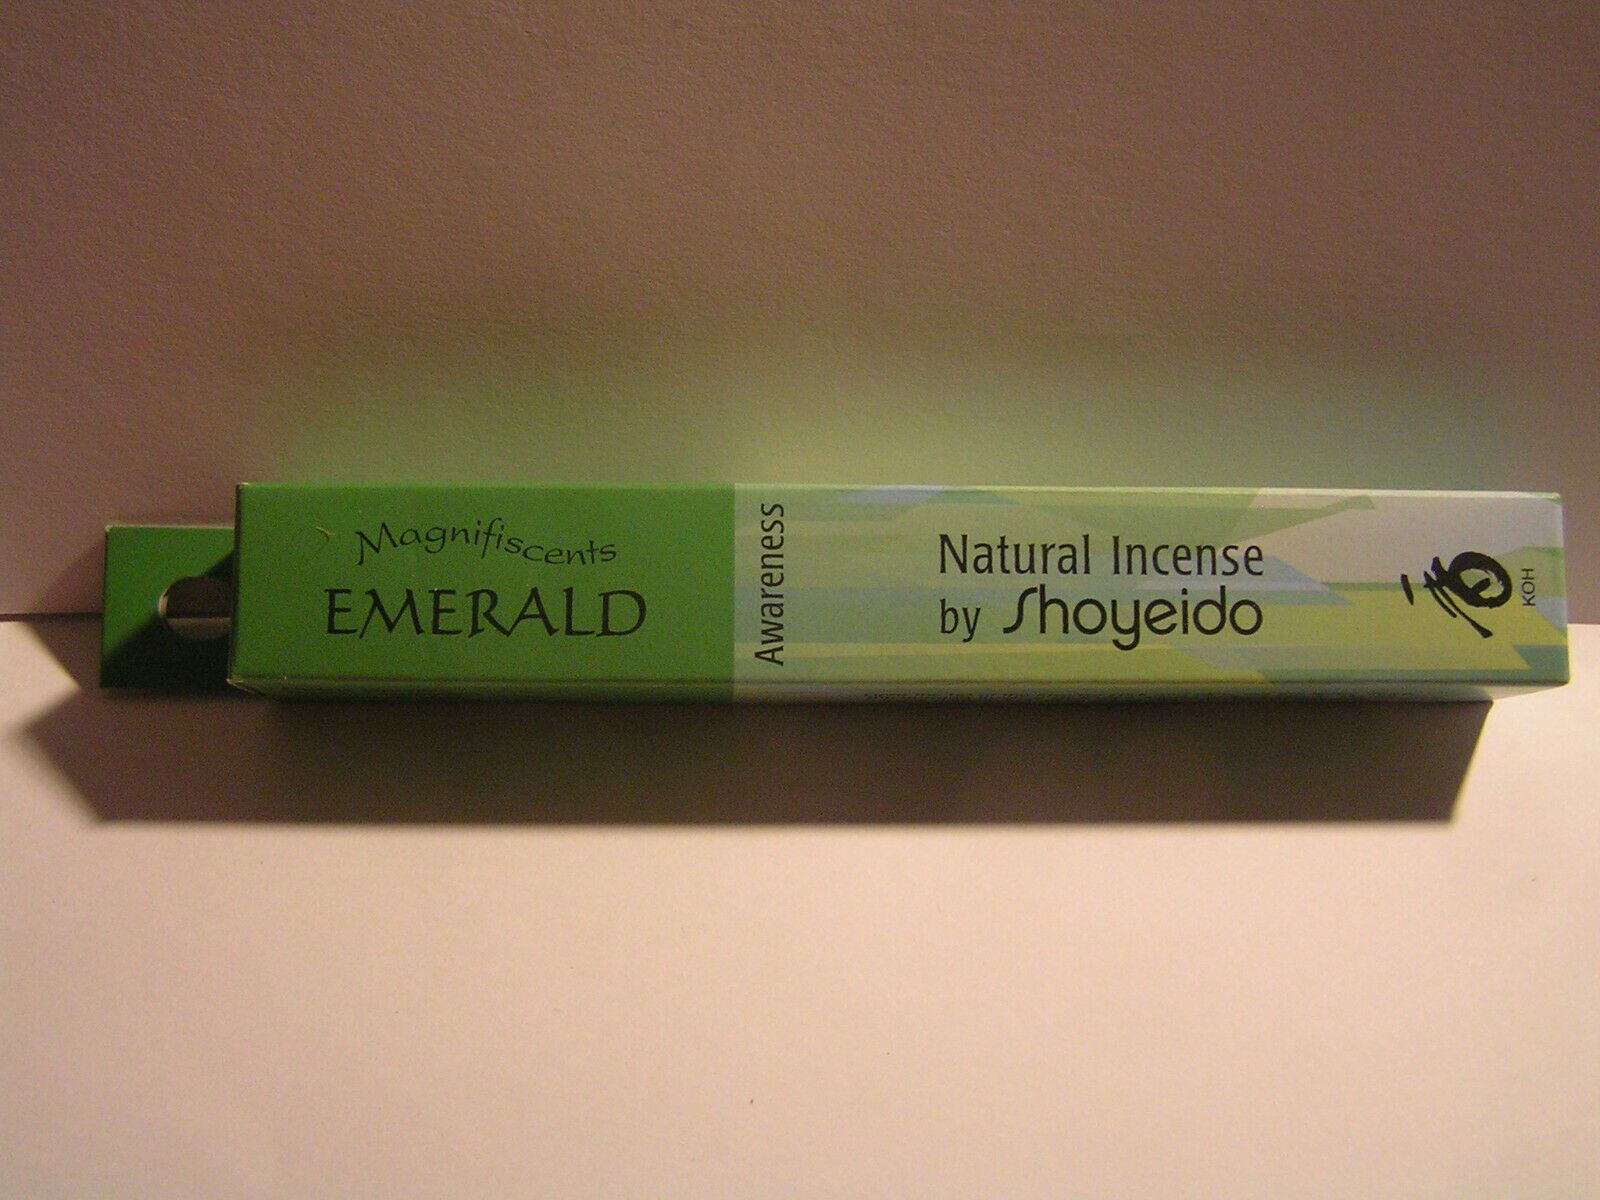 Magnifiscents
EMERALD
Awareness
Natural Incense
by Shoyeido
香
KOH